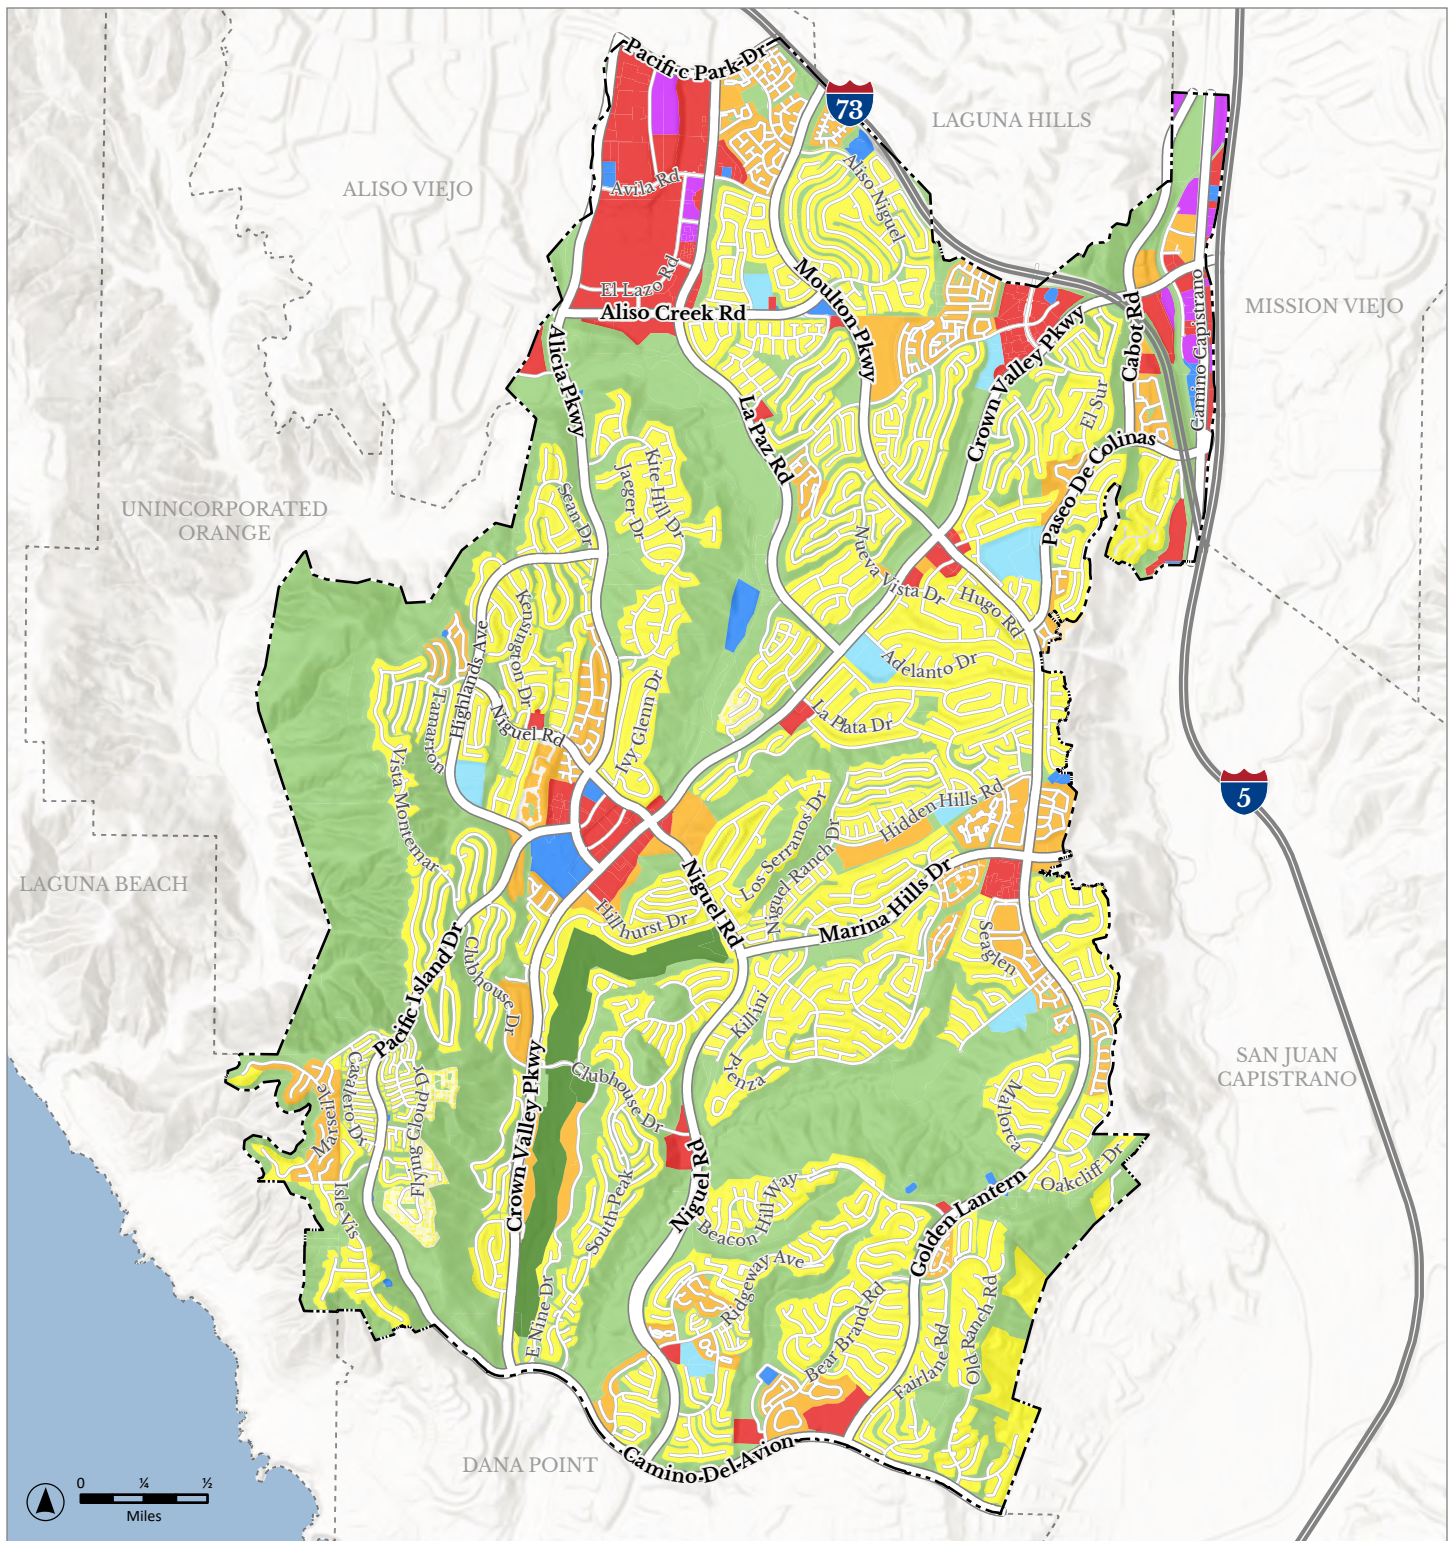 Pacific Park Dr
73
LAGUNA HILLS
ALISO VIEJO
Avila Rd
Aliso Niguel
El Lazo Rd
Aliso Creek Rd
Moulton Pkwy
Crown Valley Pkwy
Cabot Rd
Camino Capistrano
MISSION VIEJO
Alicia Pkwy
La Paz Rd
El Sur
Paseo De Colinas
UNINCORPORATED
ORANGE
Sean Dr
Jaeger Dr
Kite Hill Dr
Nueva Vista Dr
Hugo Rd
Kensington Dr
Highlands Ave
Tamarron
Niguel Rd
Ivy Glenn Dr
Adelanto Dr
La Plata Dr
Vista Montemar
Los Serranos Dr
Niguel Ranch Dr
Hidden Hills Rd
5
LAGUNA BEACH
Niguel Rd
Marina Hills Dr
Hillhurst Dr
Seaglen
Pacific Island Dr
Clubhouse Dr
Killini
Pienza
SAN JUAN
CAPISTRANO
Casalero Dr
Marseille
Flying Cloud Dr
Clubhouse Dr
Mallorca
Oakcliff Dr
Isle Vis
Crown Valley Pkwy
South Peak
Niguel Rd
Beacon Hill Way
Golden Lantern
Ridgeway Ave
E Nine Dr
Bear Brand Rd
Fairlane Rd
Old Ranch Rd
Camino Del Avion
DANA POINT
0 ¼ ½
Miles